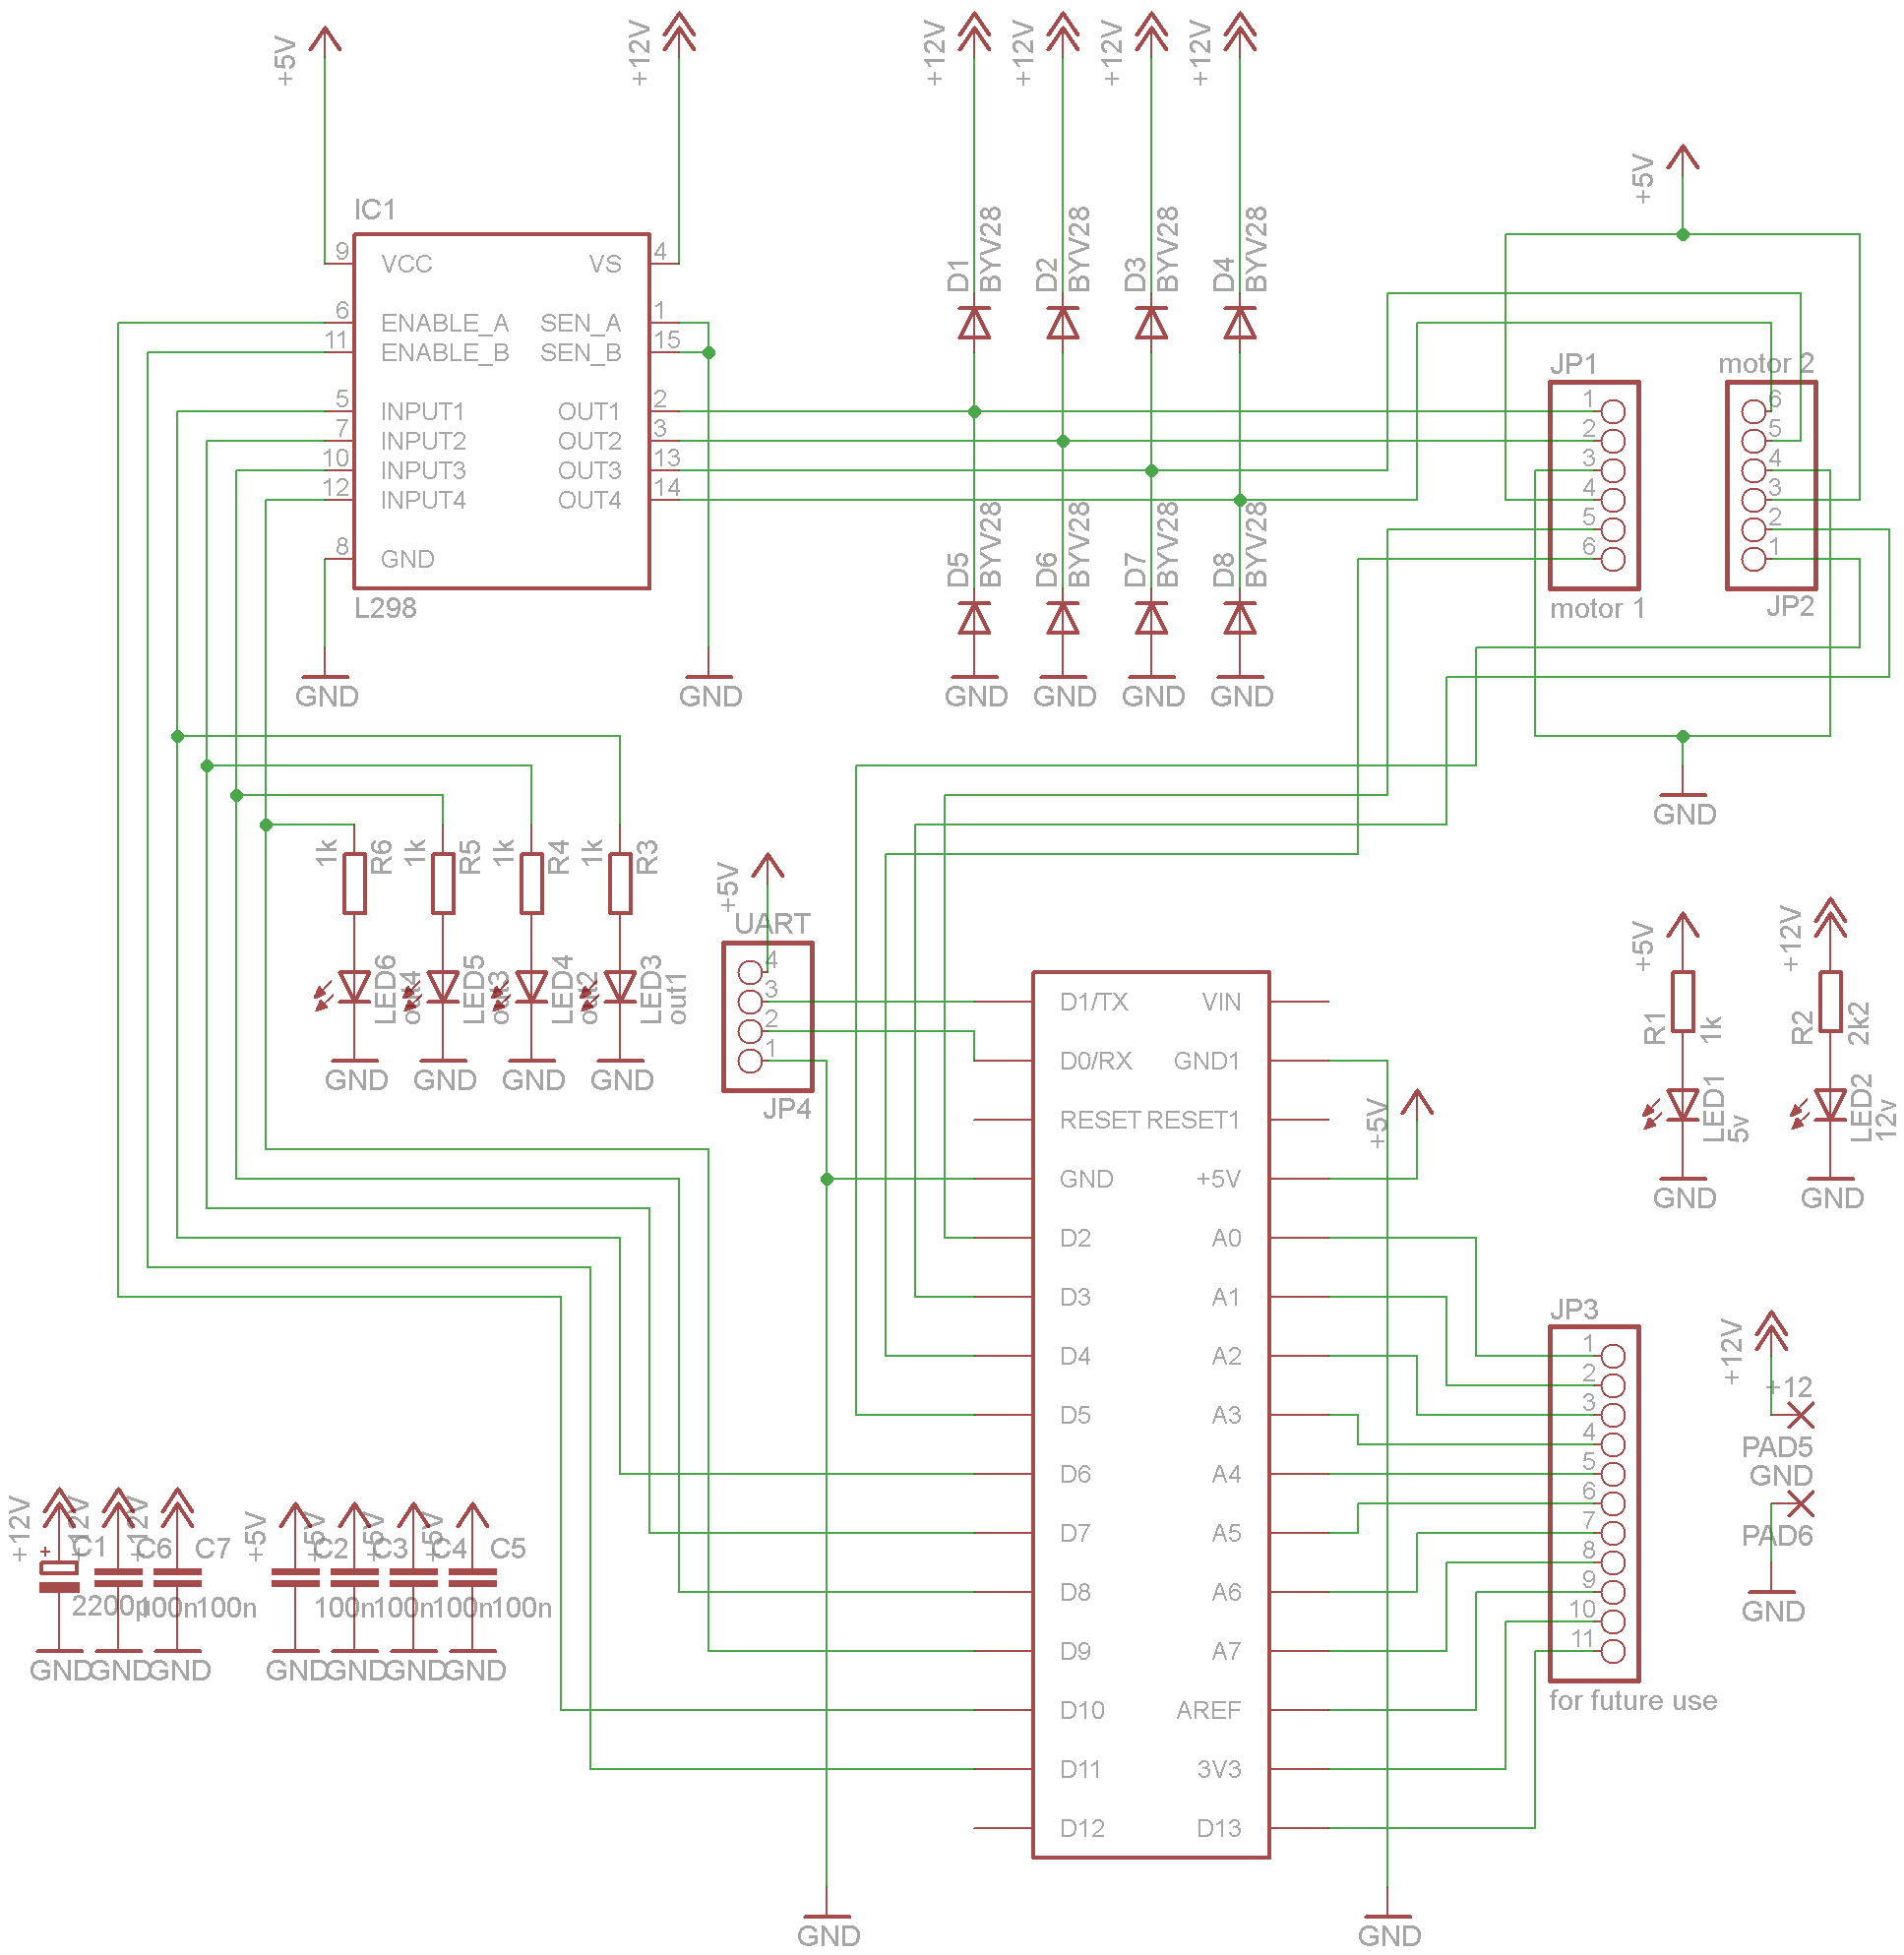 +5V
+12V
+12V
+12V
+12V
+12V
+5V
IC1
9 VCC VS 4
6 ENABLE_A SEN_A 1
11 ENABLE_B SEN_B 15
5 INPUT1 OUT1 2
7 INPUT2 OUT2 3
10 INPUT3 OUT3 13
12 INPUT4 OUT4 14
8 GND
L298
GND
GND
D1 BYV28
D2 BYV28
D3 BYV28
D4 BYV28
D5 BYV28
D6 BYV28
D7 BYV28
D8 BYV28
GND
GND
GND
GND
JP1
1
2
3
4
5
6
motor 1
motor 2
6
5
4
3
2
1
JP2
GND
1k R6
1k R5
1k R4
1k R3
LED6 out4
LED5 out3
LED4 out2
LED3 out1
GND
GND
GND
GND
+5V
UART
4
3
2
1
JP4
D1/TX VIN
D0/RX GND1
RESET RESET1
GND +5V
D2 A0
D3 A1
D4 A2
D5 A3
D6 A4
D7 A5
D8 A6
D9 A7
D10 AREF
D11 3V3
D12 D13
+5V
GND
GND
+5V
R1 1k
LED1 5v
GND
+12V
R2 2k2
LED2 12v
GND
JP3
1
2
3
4
5
6
7
8
9
10
11
for future use
+12V
+12
PAD5
GND
PAD6
GND
+12V
+12V
+12V
+5V
+5V
+5V
+5V
C1
C6
C7
C2
C3
C4
C5
2200µ
100n
100n
100n
100n
100n
100n
GND
GND
GND
GND
GND
GND
GND